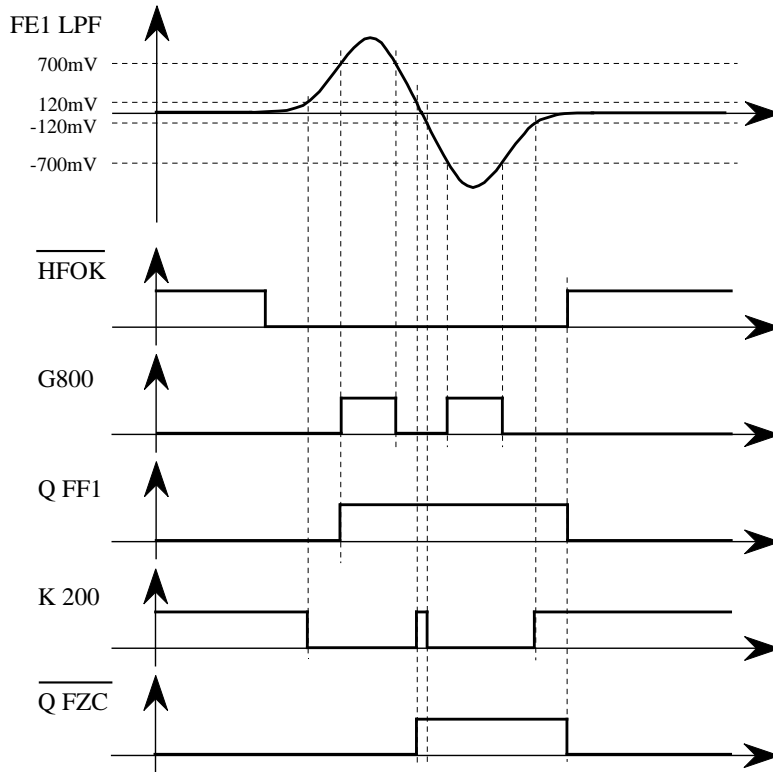 FE1 LPF
700mV
120mV
-120mV
-700mV
HFOK
G800
Q FF1
K 200
Q FZC